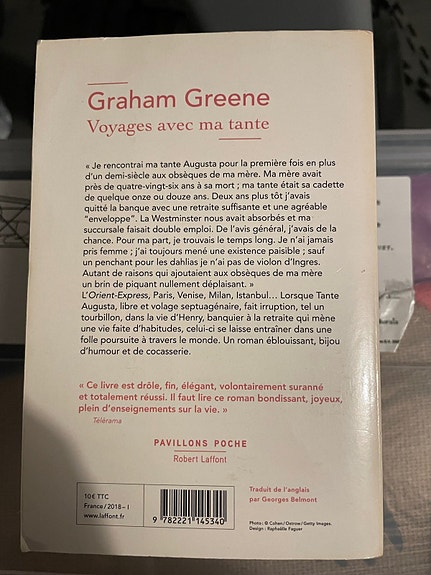 Graham Greene
Voyages avec ma tante
« Je rencontrai ma tante Augusta pour la première fois en plus
d'un demi-siècle aux obsèques de ma mère. Ma mère avait
près de quatre-vingt-six ans à sa mort ; ma tante était sa cadette
de quelque onze ou douze ans. Deux ans plus tôt j'avais
quitté la banque avec une retraite suffisante et une agréable
"enveloppe". La Westminster nous avait absorbés et ma
succursale faisait double emploi. De l'avis général, j'avais de la
chance. Pour ma part, je trouvais le temps long. Je n'ai jamais
pris femme ; j'ai toujours mené une existence paisible ; sauf
un penchant pour les dahlias je n'ai pas de violon d'Ingres.
Autant de raisons qui ajoutaient aux obsèques de ma mère
un brin de piquant nullement déplaisant. »
L'Orient-Express, Paris, Venise, Milan, Istanbul... Lorsque Tante
Augusta, libre et volage septuagénaire, fait irruption, tel un
tourbillon, dans la vie d'Henry, banquier à la retraite qui mène
une vie faite d'habitudes, celui-ci se laisse entraîner dans une
folle poursuite à travers le monde. Un roman éblouissant, bijou
d'humour et de cocasserie.
« Ce livre est drôle, fin, élégant, volontairement suranné
et totalement réussi. Il faut lire ce roman bondissant, joyeux,
plein d'enseignements sur la vie. »
Télérama
PAVILLONS POCHE
Robert Laffont
10 € TTC
France / 2018 – I
www.laffont.fr
9 782221 145340
Traduit de l'anglais
par Georges Belmont
Photo : © Cohen / Ostrow / Getty Images.
Design : Raphaëlle Faguer